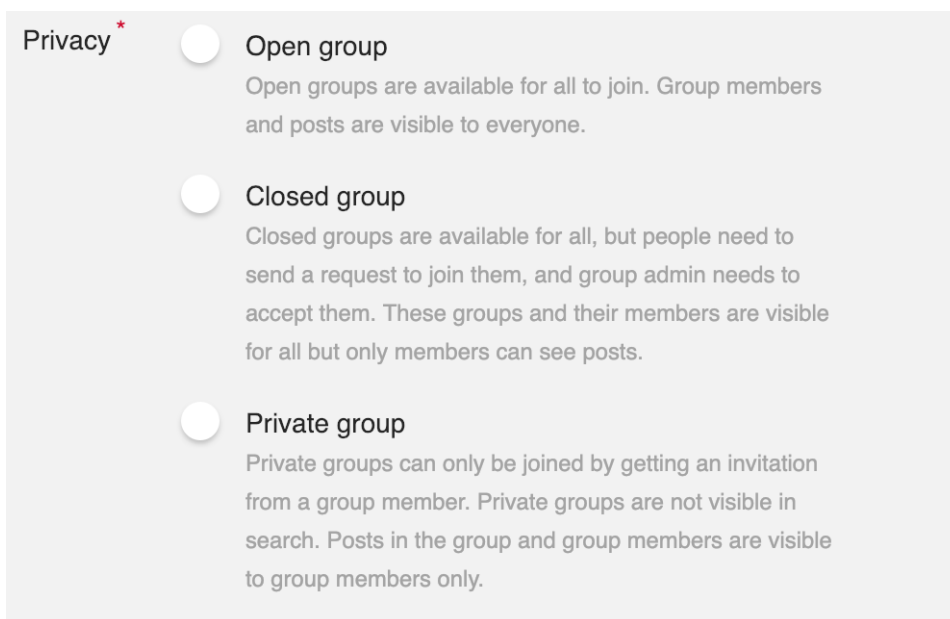 Privacy *
Open group
Open groups are available for all to join. Group members
and posts are visible to everyone.
Closed group
Closed groups are available for all, but people need to
send a request to join them, and group admin needs to
accept them. These groups and their members are visible
for all but only members can see posts.
Private group
Private groups can only be joined by getting an invitation
from a group member. Private groups are not visible in
search. Posts in the group and group members are visible
to group members only.